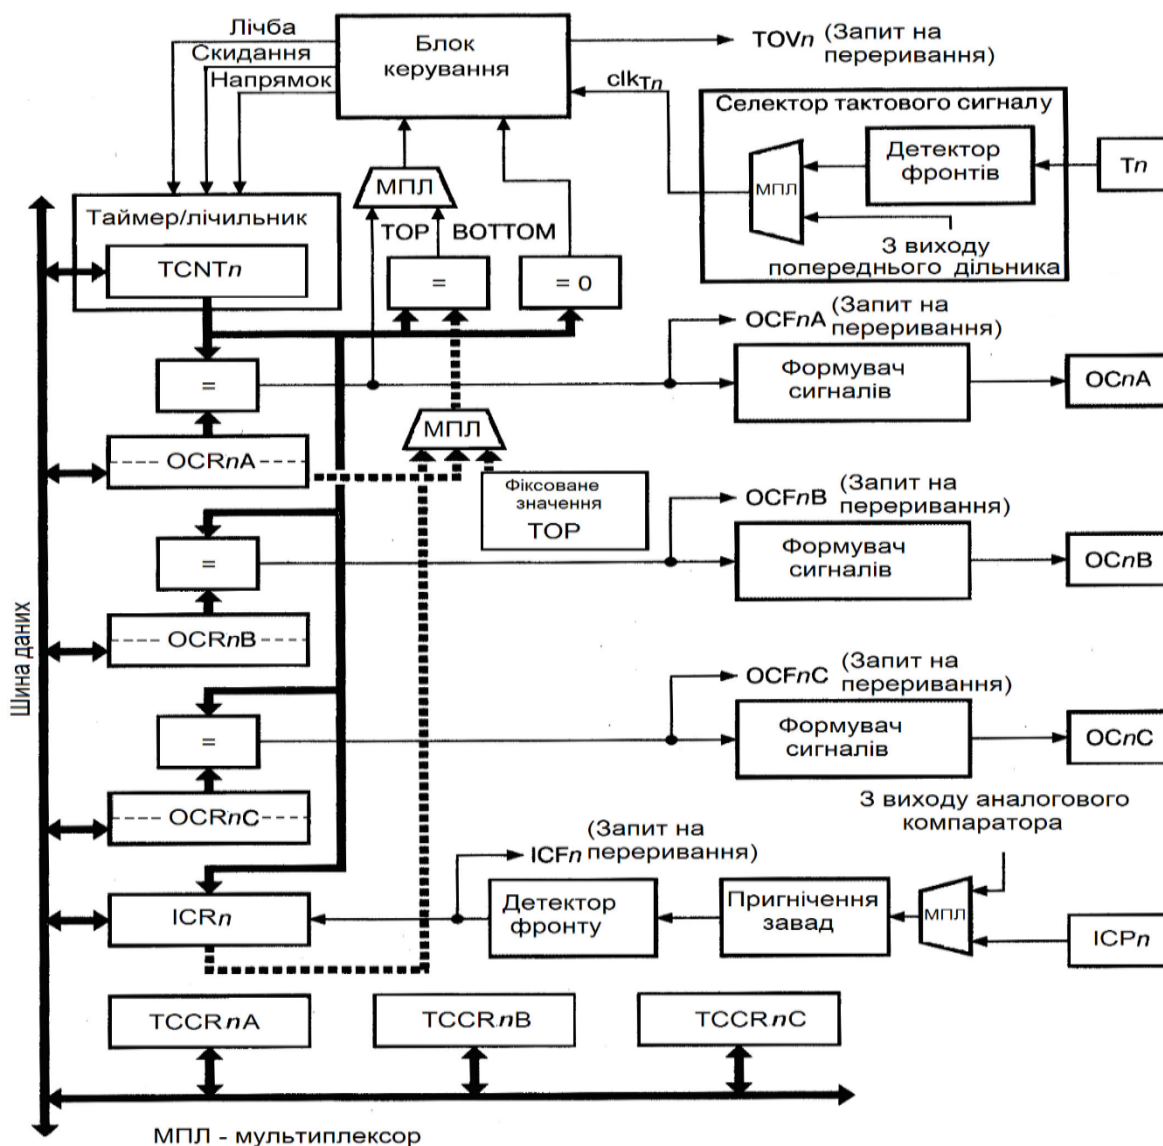 Лічба
Скидання
Напрямок
Блок
керування
TOVn (Запит на
переривання)
clkTn
Селектор тактового сигналу
Детектор
фронтів
МПЛ
Tn
З виходу
попереднього дільника
МПЛ
TOP
BOTTOM
Таймер/лічильник
TCNTn
=
= 0
OCFnA (Запит на
переривання)
=
Формувач
сигналів
OCnA
МПЛ
OCRnA
Фіксоване
значення
TOP
OCFnB (Запит на
переривання)
=
Формувач
сигналів
OCnB
OCRnB
Шина даних
OCFnC (Запит на
переривання)
=
Формувач
сигналів
OCnC
OCRnC
З виходу аналогового
компаратора
ICFn (Запит на
переривання)
ICRn
Детектор
фронту
Пригнічення
завад
МПЛ
ICPn
TCCRnA
TCCRnB
TCCRnC
МПЛ - мультиплексор